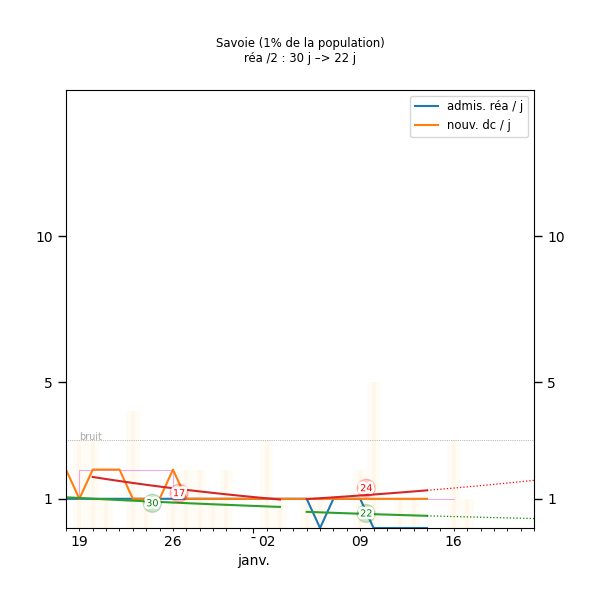 Savoie (1% de la population)
réa /2 : 30 j –> 22 j
admis. réa / j
nouv. dc / j
10
10
5
5
bruit
17
24
30
22
1
1
19
26
02
09
16
janv.